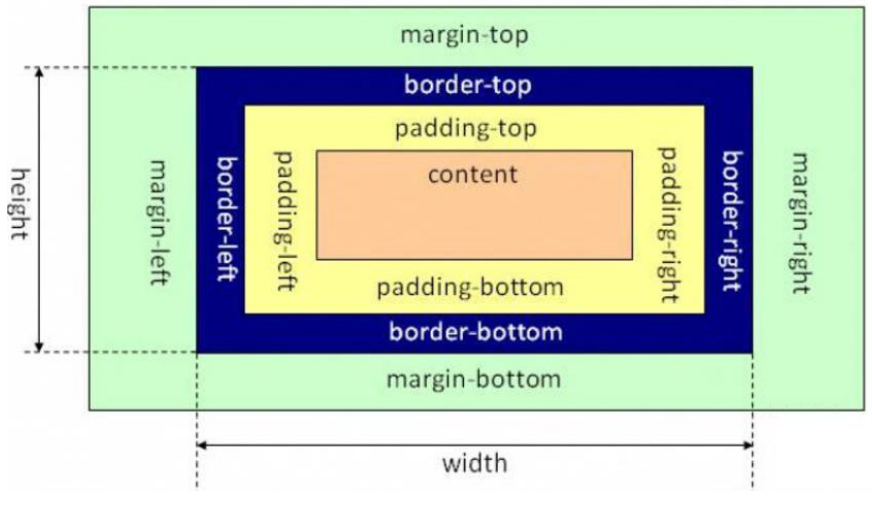 margin-top
border-top
padding-top
content
height
margin-left
border-left
padding-left
padding-right
border-right
margin-right
padding-bottom
border-bottom
margin-bottom
width